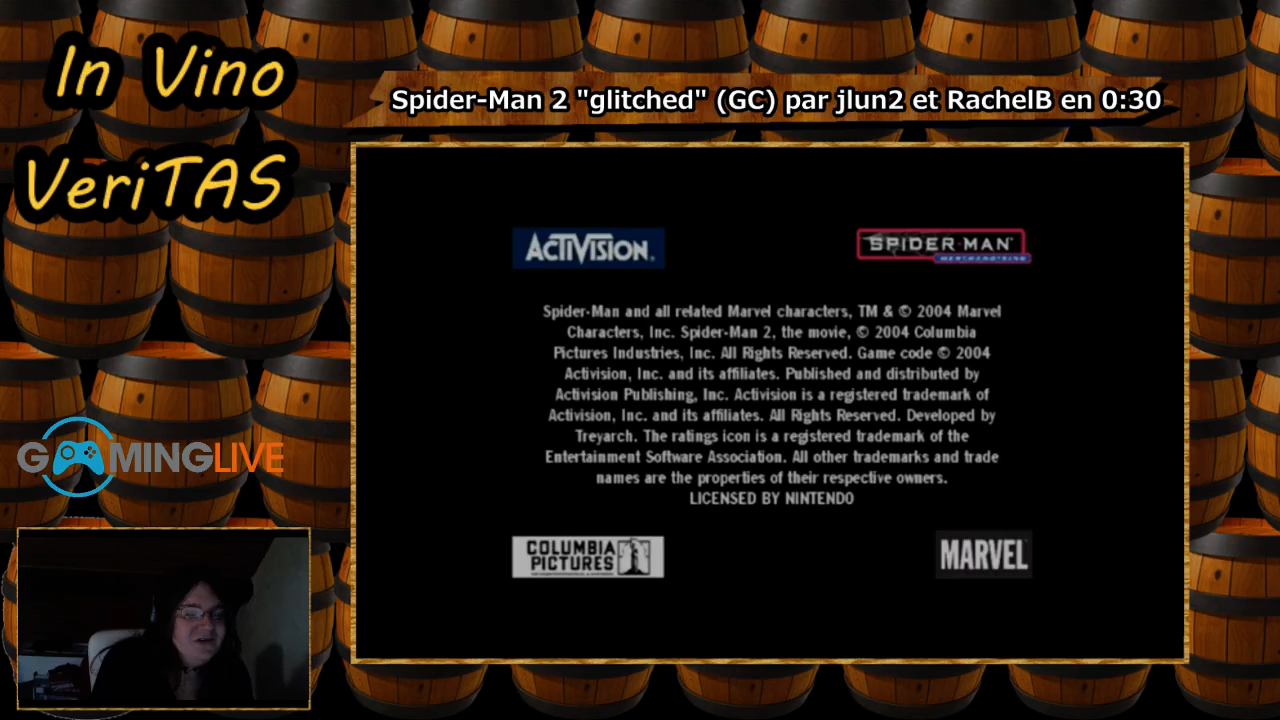 In Vino
VeriTAS
Spider-Man 2 "glitched" (GC) par jlun2 et RachelB en 0:30
ACTIVISION.
SPIDER-MAN
MERCHANDISING
Spider-Man and all related Marvel characters, TM & © 2004 Marvel
Characters, Inc. Spider-Man 2, the movie, © 2004 Columbia
Pictures Industries, Inc. All Rights Reserved. Game code © 2004
Activision, Inc. and its affiliates. Published and distributed by
Activision Publishing, Inc. Activision is a registered trademark of
Activision, Inc. and its affiliates. All Rights Reserved. Developed by
Treyarch. The ratings icon is a registered trademark of the
Entertainment Software Association. All other trademarks and trade
names are the properties of their respective owners.
LICENSED BY NINTENDO
COLUMBIA
PICTURES
MARVEL
GAMINGLIVE